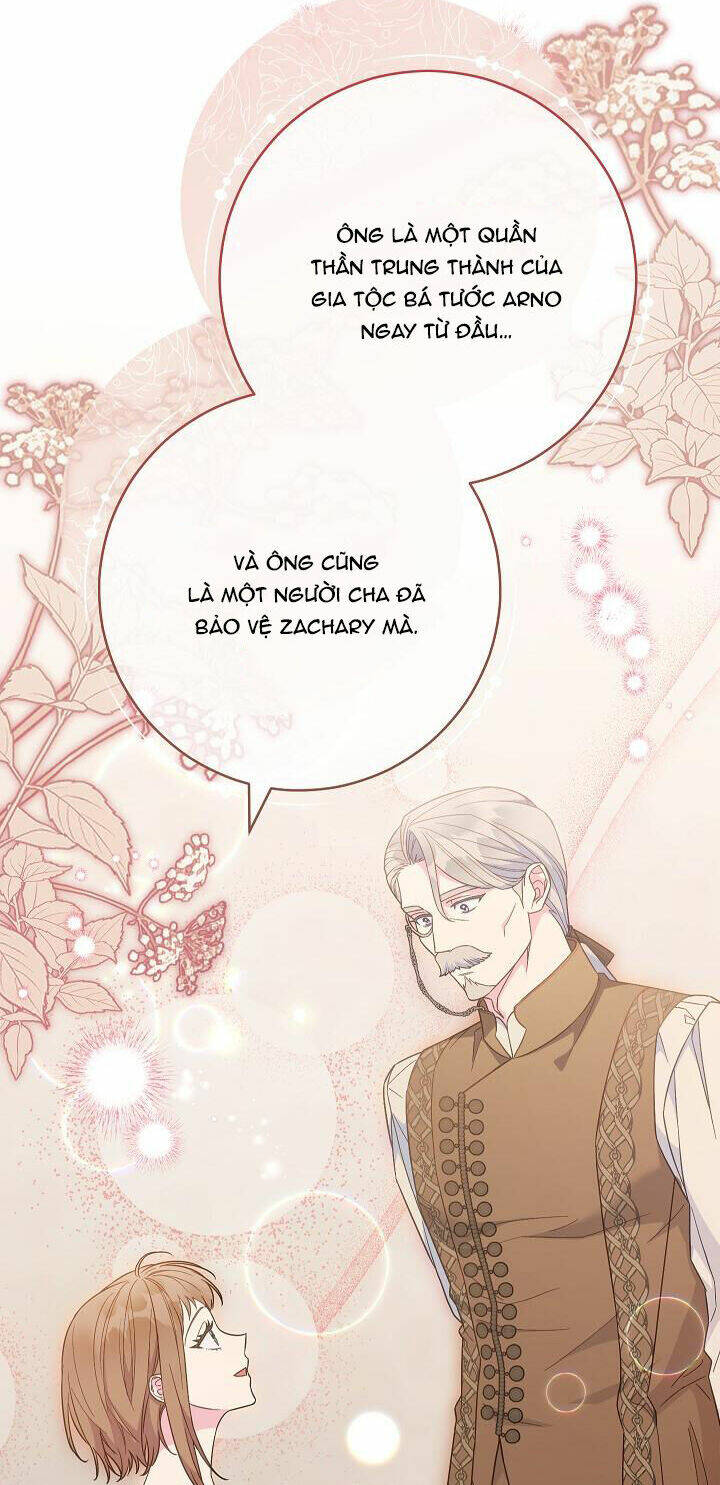 ÔNG LÀ MỘT QUẦN
THẦN TRUNG THÀNH CỦA
GIA TỘC BÁ TƯỚC ARNO
NGAY TỪ ĐẦU...
VÀ ÔNG CŨNG
LÀ MỘT NGƯỜI CHA ĐÃ
BẢO VỆ ZACHARY MÀ.